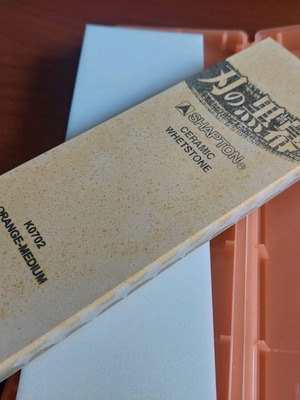 刃の黒幕
SHAPTON®
CERAMIC
WHETSTONE
K0702
ORANGE-MEDIUM